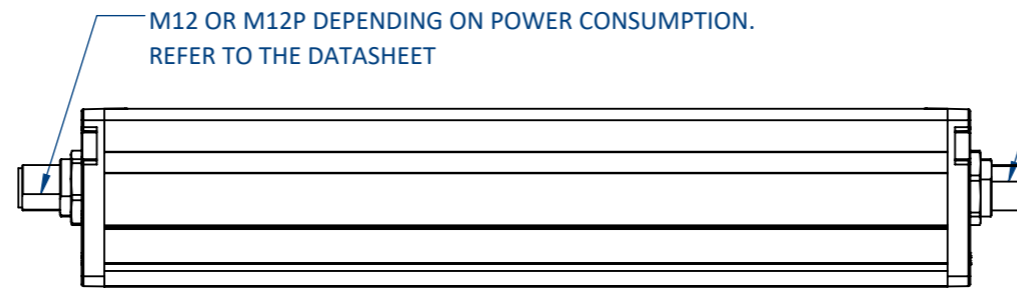 M12 OR M12P DEPENDING ON POWER CONSUMPTION.
REFER TO THE DATASHEET